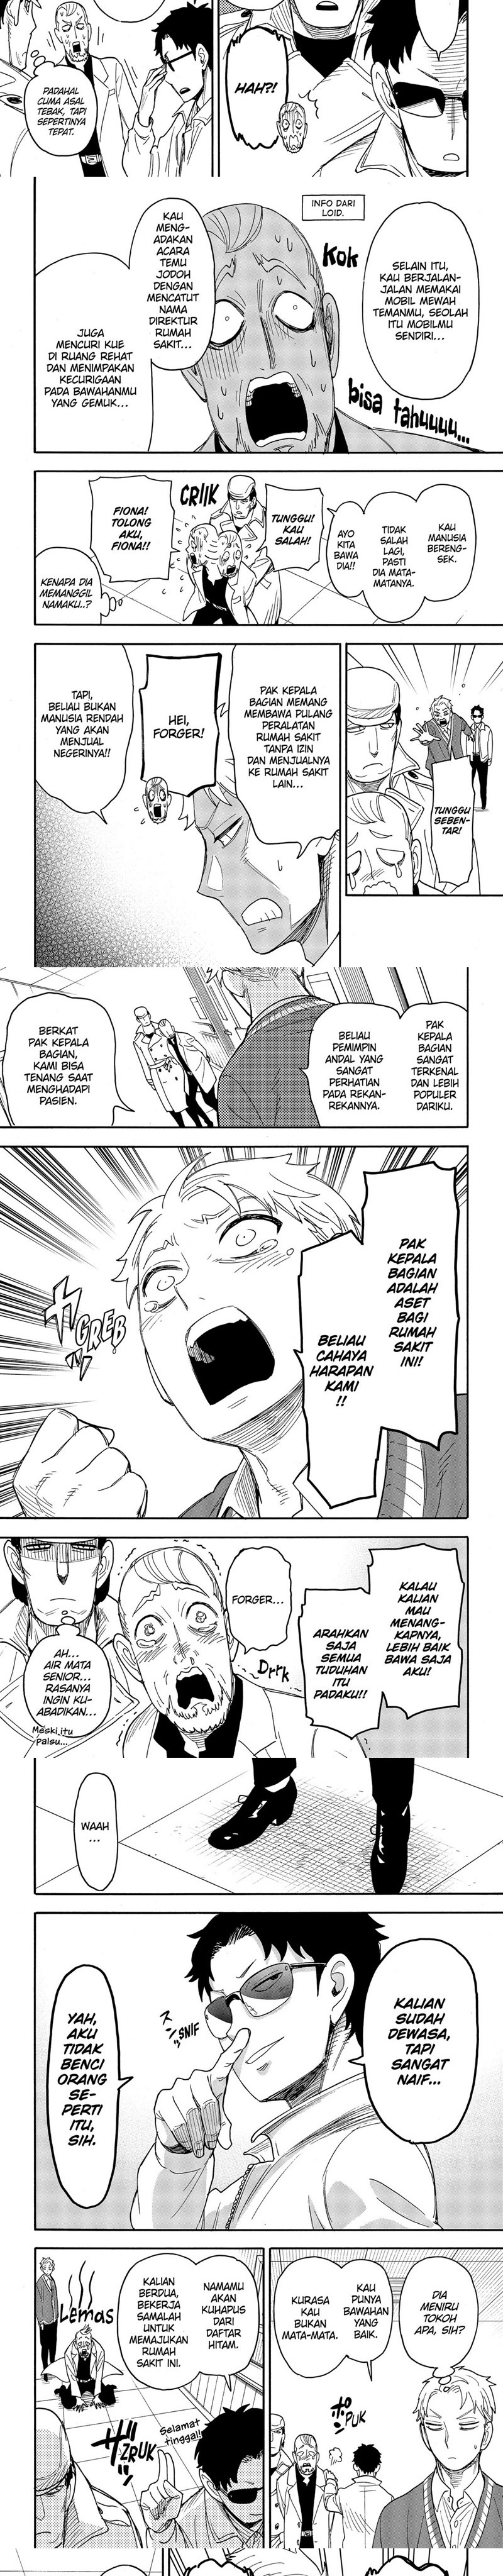 HAH?!
PADAHAL
CUMA ASAL
TEBAK, TAPI
SEPERTINYA
TEPAT.
SELAIN ITU,
KAU BERJALAN-
JALAN MEMAKAI
MOBIL MEWAH
TEMANMU, SEOLAH
ITU MOBILMU
SENDIRI...
INFO DARI
LOID.
Kok
bisa tahuuuu...
KAU
MENG-
ADAKAN
ACARA
TEMU
JODOH
DENGAN
MENCATUT
NAMA
DIREKTUR
RUMAH
SAKIT...
JUGA
MENCURI KUE
DI RUANG REHAT
DAN MENIMPAKAN
KECURIGAAN
PADA BAWAHANMU
YANG GEMUK...
KAU
MANUSIA
BERENG-
SEK.
TIDAK
SALAH
LAGI,
PASTI
DIA MATA-
MATANYA.
AYO
KITA
BAWA
DIA!!
TUNGGU!
KAU
SALAH!
CRIIK
FIONA!
TOLONG
AKU,
FIONA!!
KENAPA DIA
MEMANGGIL
NAMAKU..?
TUNGGU
SEBEN-
TAR!
PAK KEPALA
BAGIAN MEMANG
MEMBAWA PULANG
PERALATAN
RUMAH SAKIT
TANPA IZIN
DAN MENJUALNYA
KE RUMAH SAKIT
LAIN...
HEI,
FORGER!
TAPI,
BELIAU BUKAN
MANUSIA RENDAH
YANG AKAN
MENJUAL
NEGERINYA!!
PAK
KEPALA
BAGIAN
SANGAT
TERKENAL
DAN LEBIH
POPULER
DARIKU.
BELIAU
PEMIMPIN
ANDAL YANG
SANGAT
PERHATIAN
PADA REKAN-
REKANNYA.
BERKAT
PAK KEPALA
BAGIAN,
KAMI BISA
TENANG SAAT
MENGHADAPI
PASIEN.
PAK
KEPALA
BAGIAN
ADALAH
ASET
BAGI
RUMAH
SAKIT
INI!
BELIAU
CAHAYA
HARAPAN
KAMI
!!
ガッ
GREB
KALAU
KALIAN
MAU
MENANG-
KAPNYA,
LEBIH BAIK
BAWA SAJA
AKU!
ARAHKAN
SAJA
SEMUA
TUDUHAN
ITU
PADAKU!!
FORGER...
Drrk
AH...
AIR MATA
SENIOR...
RASANYA
INGIN KU-
ABADIKAN...
Meski itu
palsu...
WAAH
...
KALIAN
SUDAH
DEWASA,
TAPI
SANGAT
NAIF...
スン
SNIF
YAH,
AKU
TIDAK
BENCI
ORANG
SE-
PERTI
ITU,
SIH.
DIA
MENIRU
TOKOH
APA, SIH?
KAU
PUNYA
BAWAHAN
YANG
BAIK.
KURASA
KAU
BUKAN
MATA-MATA.
ポ
PUK
NAMAMU
AKAN
KUHAPUS
DARI
DAFTAR
HITAM.
KALIAN
BERDUA,
BEKERJA
SAMALAH
UNTUK
MEMAJUKAN
RUMAH
SAKIT INI.
Lemas
Selamat
tinggal!
ザ
ZRUK